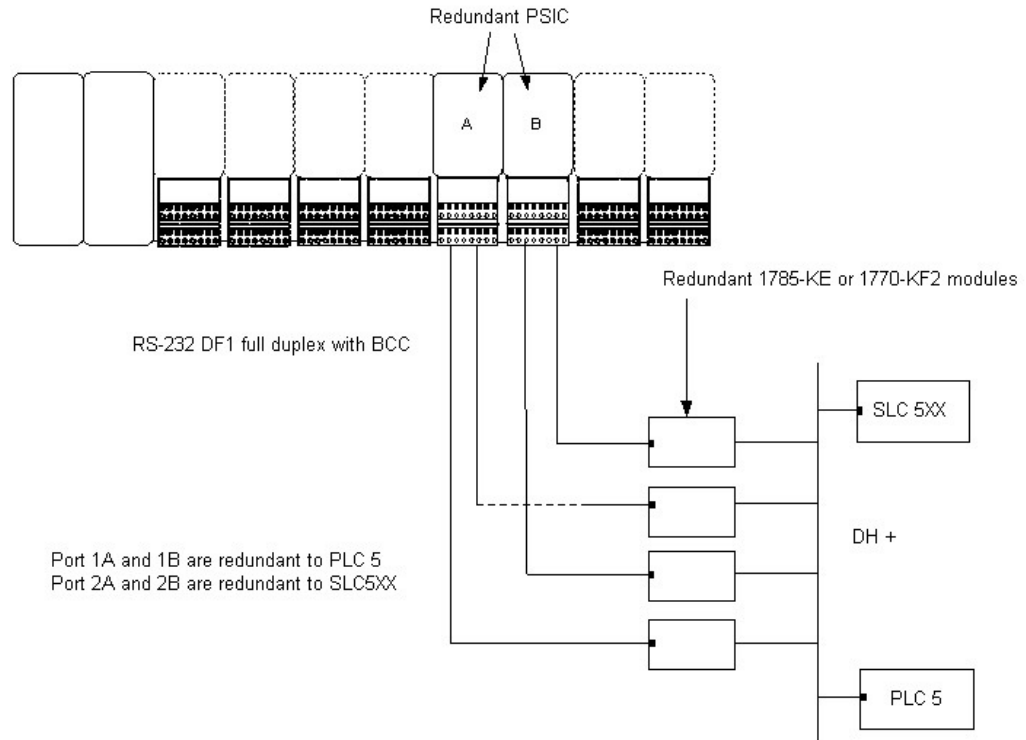 Redundant PSIC
A
B
Redundant 1785-KE or 1770-KF2 modules
RS-232 DF1 full duplex with BCC
SLC 5XX
DH +
Port 1A and 1B are redundant to PLC 5
Port 2A and 2B are redundant to SLC5XX
PLC 5